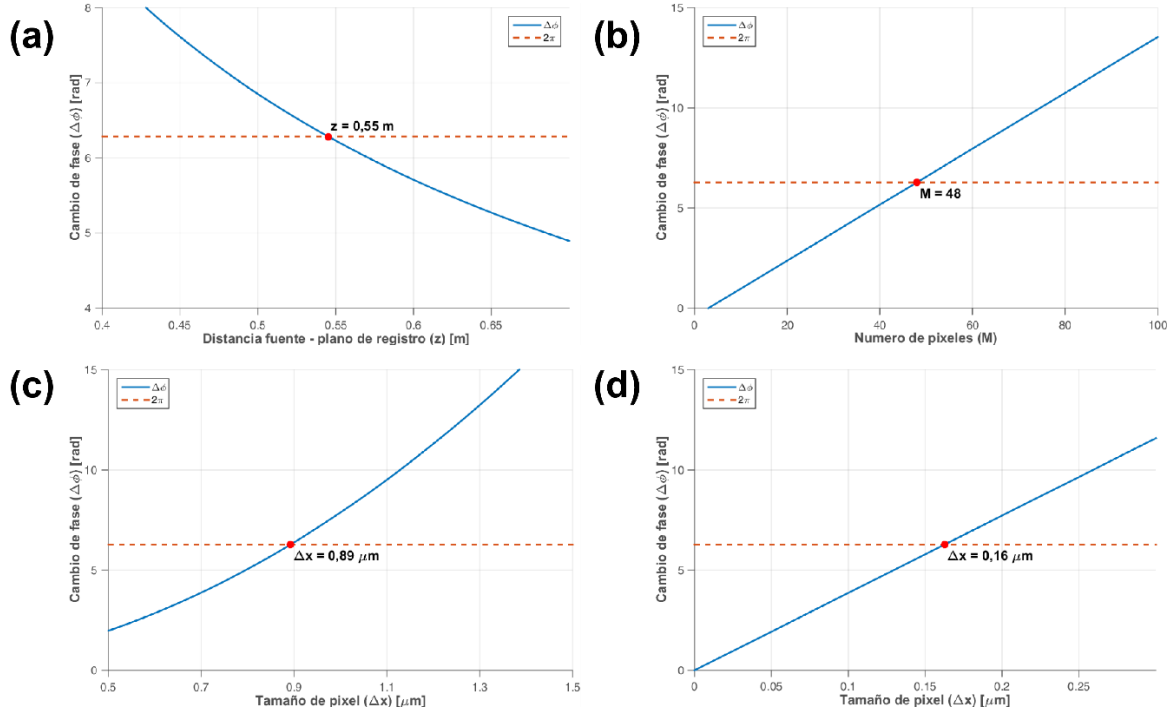 (a)
8
7
6
5
4
0.4
0.45
0.5
0.55
0.6
0.65
Cambio de fase (Δϕ) [rad]
Distancia fuente - plano de registro (z) [m]
Δϕ
2π
z = 0,55 m
(b)
15
10
5
0
0
20
40
60
80
100
Cambio de fase (Δϕ) [rad]
Numero de pixeles (M)
Δϕ
2π
M = 48
(c)
15
10
5
0
0.5
0.7
0.9
1.1
1.3
1.5
Cambio de fase (Δϕ) [rad]
Tamaño de pixel (Δx) [μm]
Δϕ
2π
Δx = 0,89 μm
(d)
15
10
5
0
0
0.05
0.1
0.15
0.2
0.25
Cambio de fase (Δϕ) [rad]
Tamaño de pixel (Δx) [μm]
Δϕ
2π
Δx = 0,16 μm